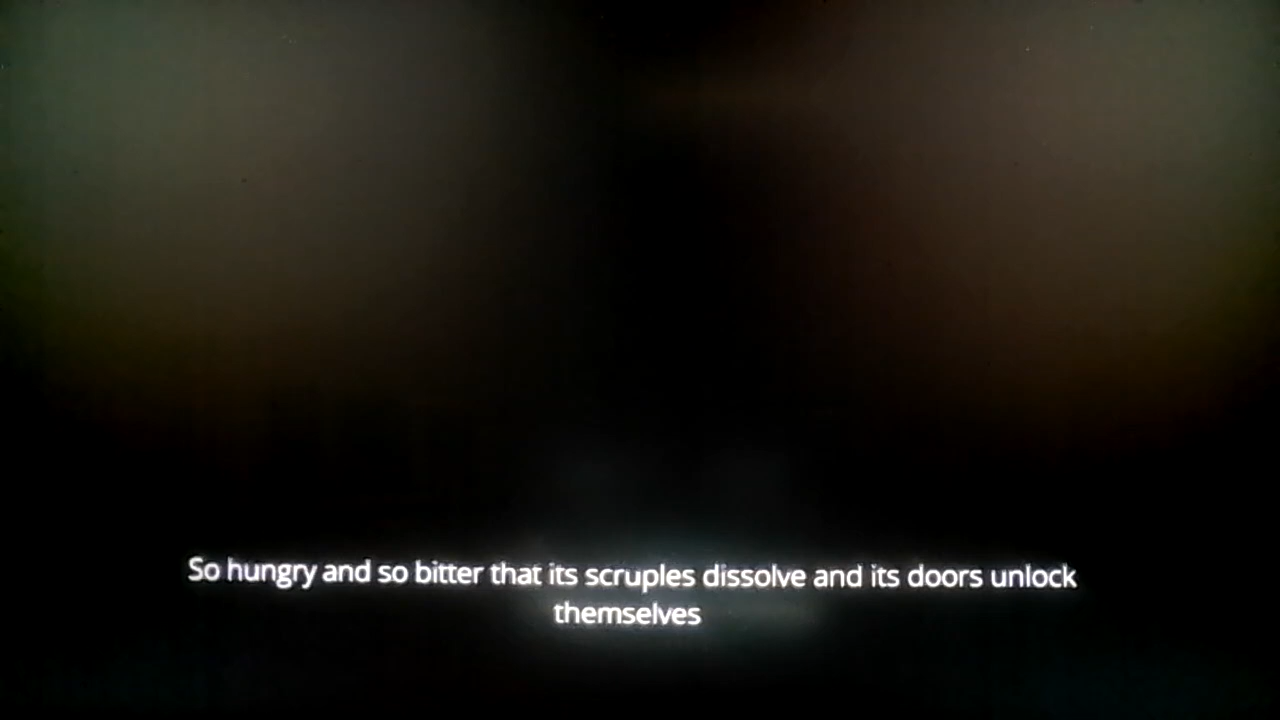 So hungry and so bitter that its scruples dissolve and its doors unlock
themselves